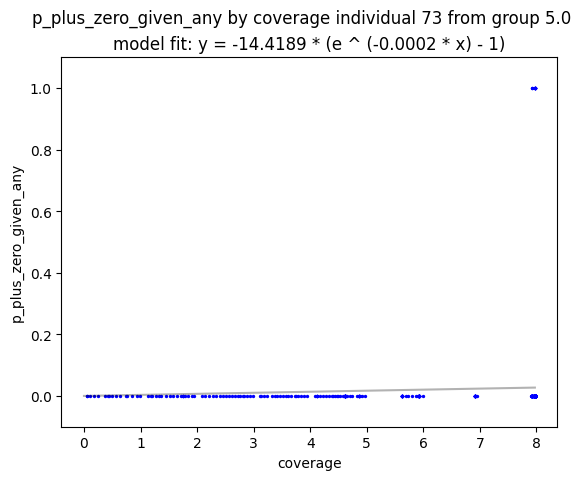 p_plus_zero_given_any by coverage individual 73 from group 5.0
model fit: y = -14.4189 * (e ^ (-0.0002 * x) - 1)
1.0
0.8
0.6
0.4
0.2
0.0
p_plus_zero_given_any
0 1 2 3 4 5 6 7 8
coverage